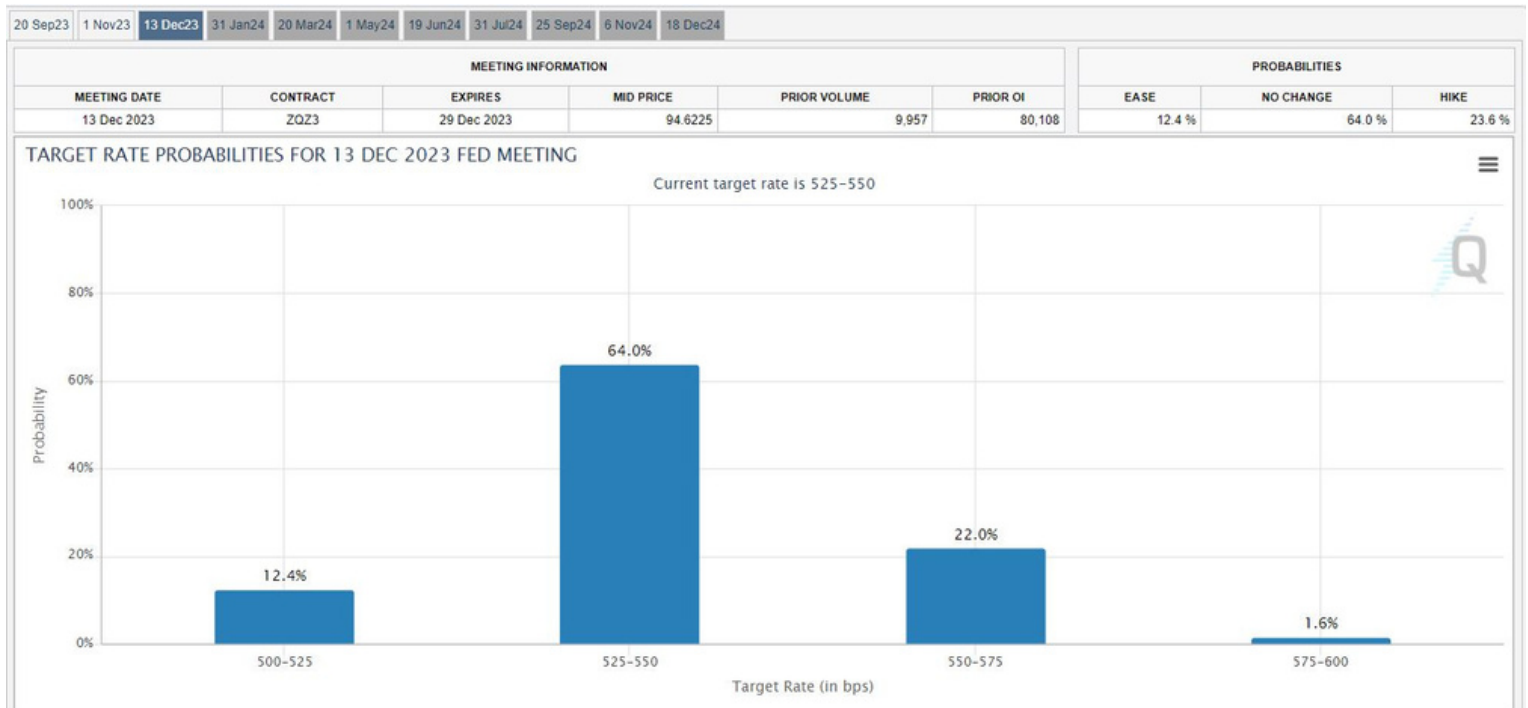 20 Sep23 1 Nov23 13 Dec23 31 Jan24 20 Mar24 1 May24 19 Jun24 31 Jul24 25 Sep24 6 Nov24 18 Dec24
MEETING INFORMATION PROBABILITIES
MEETING DATE CONTRACT EXPIRES MID PRICE PRIOR VOLUME PRIOR OI EASE NO CHANGE HIKE
13 Dec 2023 ZQZ3 29 Dec 2023 94.6225 9,957 80,108 12.4 % 64.0 % 23.6 %
TARGET RATE PROBABILITIES FOR 13 DEC 2023 FED MEETING
Current target rate is 525-550
100%
80%
60%
40%
20%
0%
Probability
12.4%
64.0%
22.0%
1.6%
Q
500-525 525-550 550-575 575-600
Target Rate (in bps)